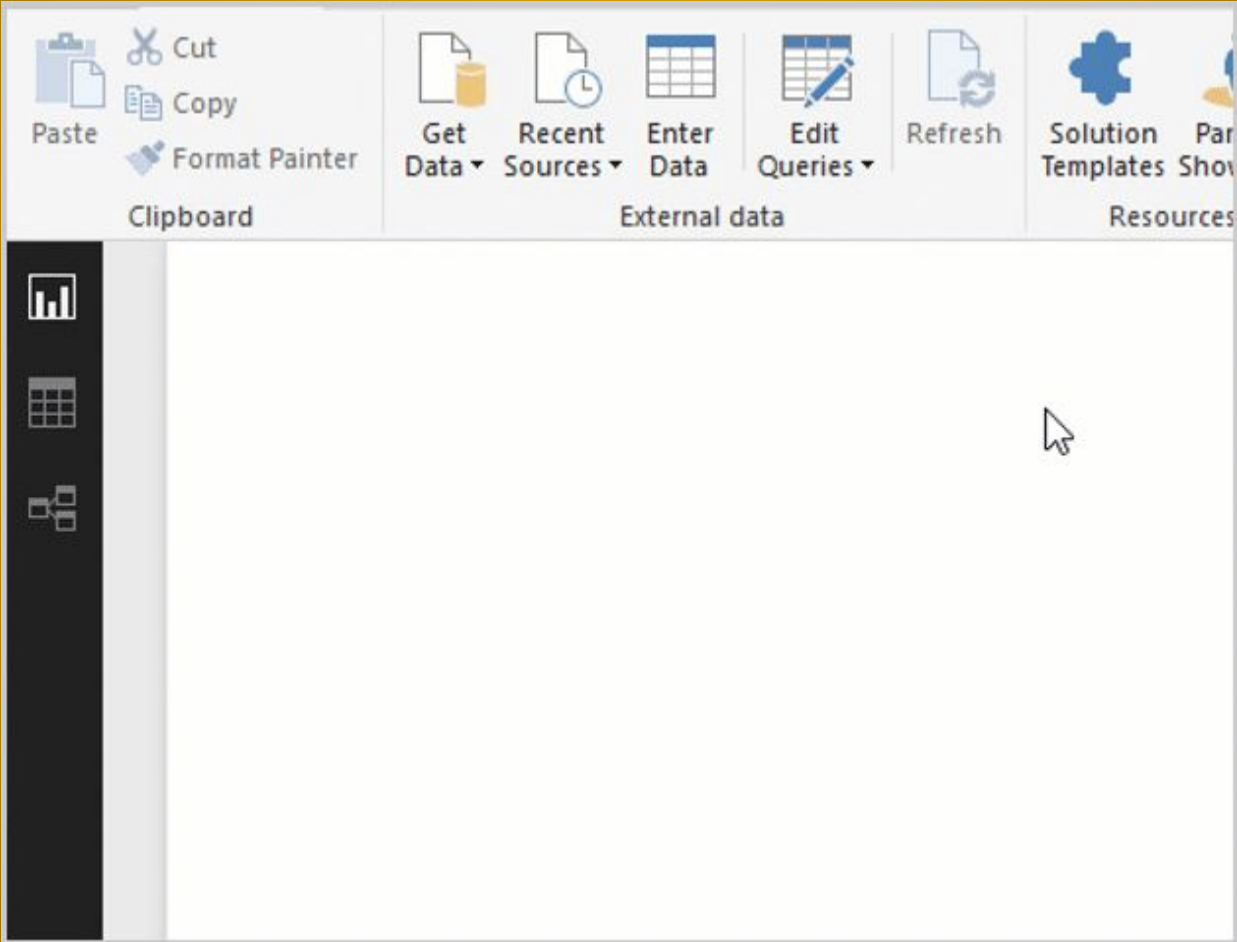 Cut
Copy
Format Painter
Paste
Clipboard
Get
Data
Recent
Sources
Enter
Data
Edit
Queries
Refresh
External data
Solution
Templates
Resources